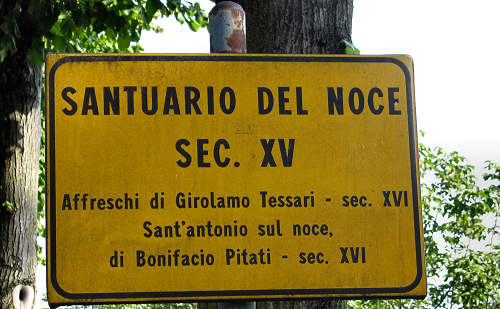 SANTUARIO DEL NOCE
SEC. XV
Affreschi di Girolamo Tessari - sec. XVI
Sant'antonio sul noce,
di Bonifacio Pitati - sec. XVI